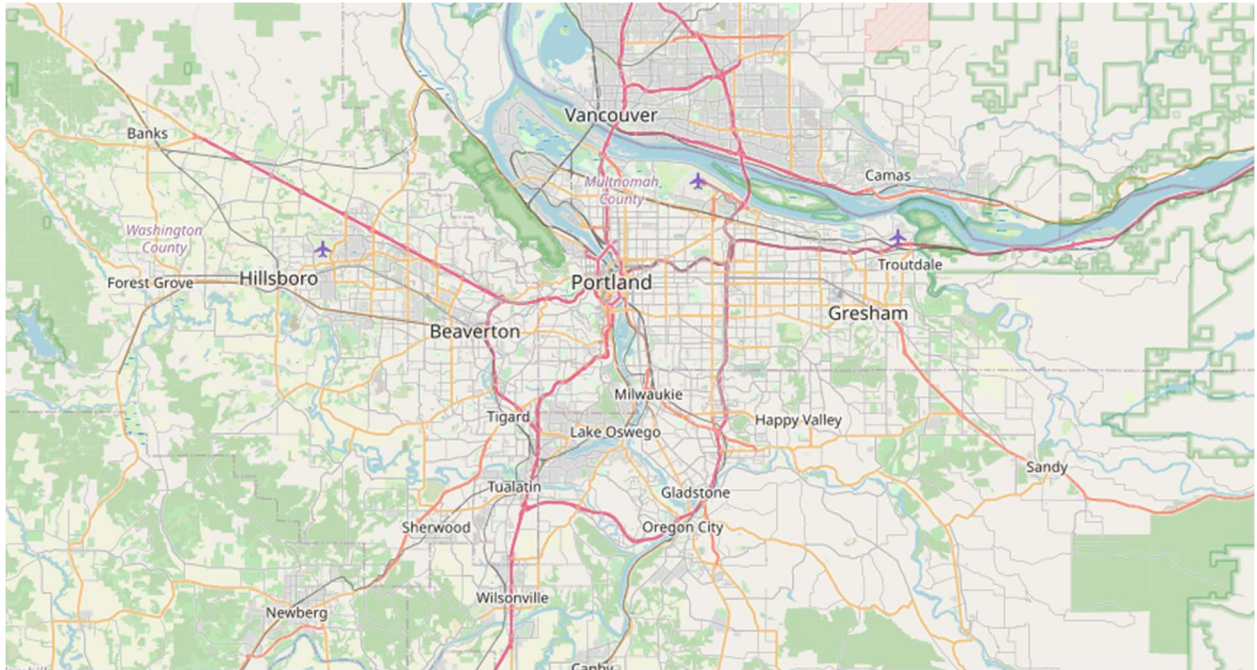 Vancouver
Banks
Camas
Multnomah
County
Washington
County
Troutdale
Forest Grove
Hillsboro
Portland
Gresham
Beaverton
Milwaukie
Tigard
Happy Valley
Lake Oswego
Sandy
Tualatin
Gladstone
Sherwood
Oregon City
Wilsonville
Newberg
Canby